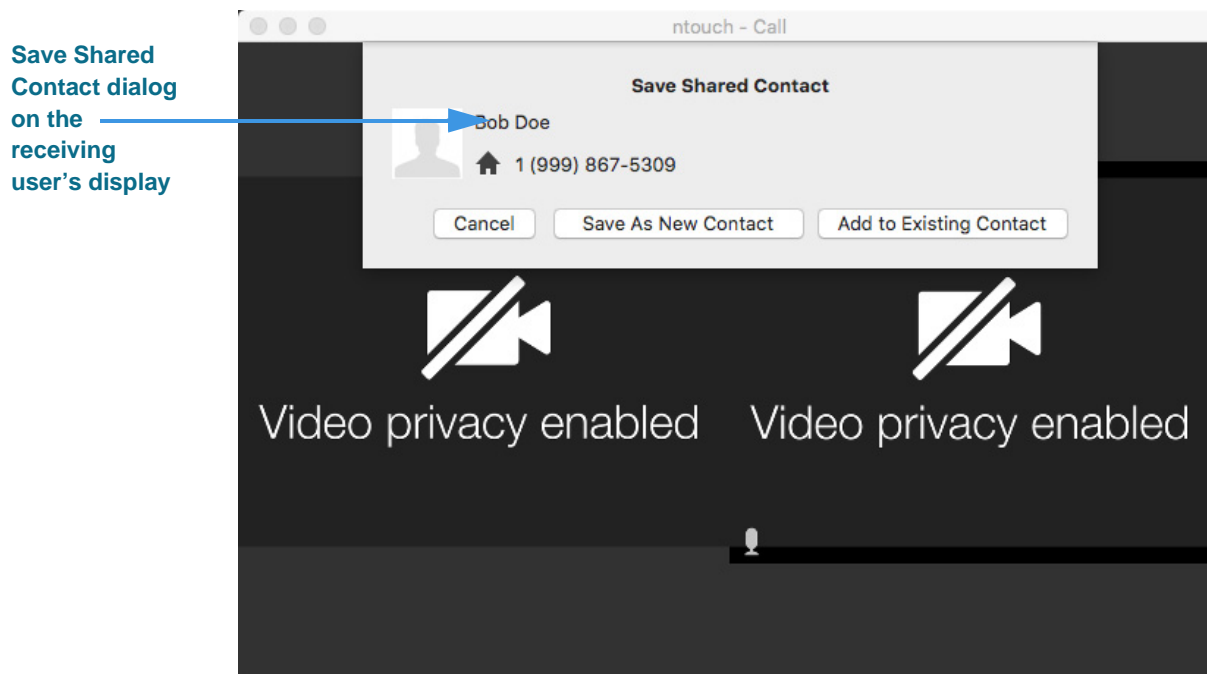 ntouch - Call
Save Shared
Contact dialog
on the
receiving
user's display
Save Shared Contact
Bob Doe
1 (999) 867-5309
Cancel
Save As New Contact
Add to Existing Contact
Video privacy enabled
Video privacy enabled